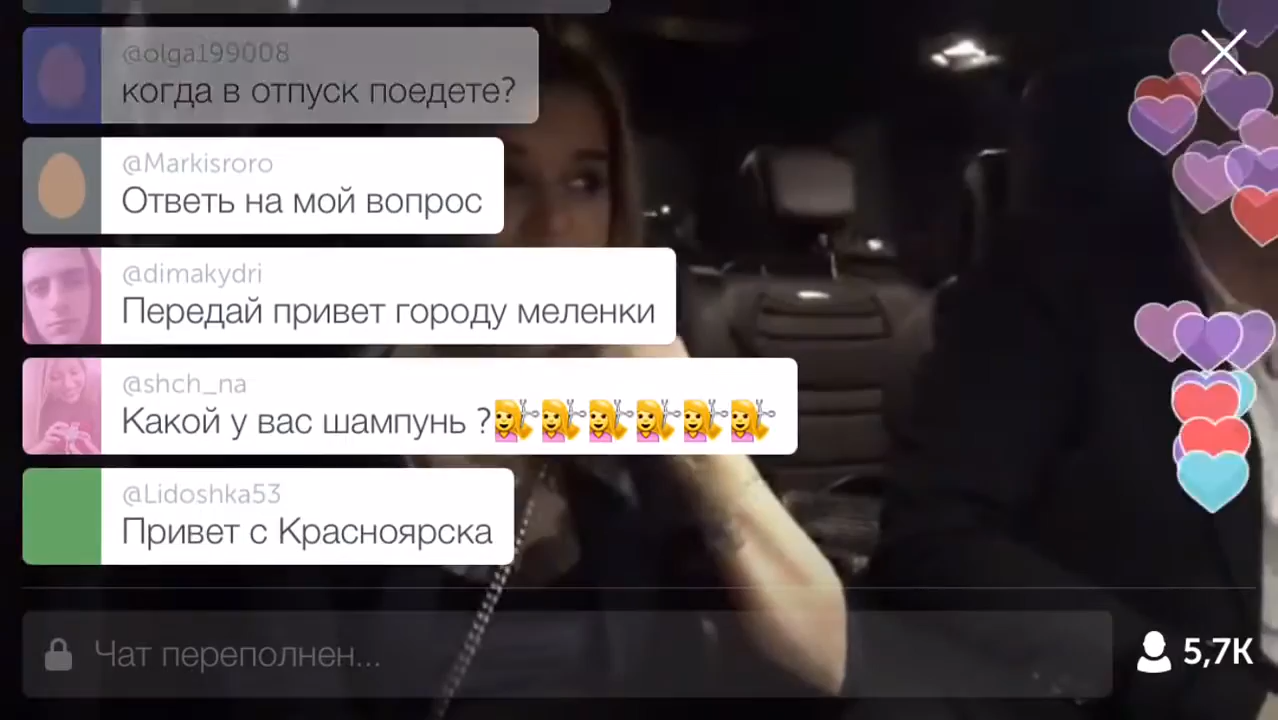 @olga199008
когда в отпуск поедете?
@Markisroro
Ответь на мой вопрос
@dimakydri
Передай привет городу меленки
@shch_na
Какой у вас шампунь ?💇💇💇💇💇💇
@Lidoshka53
Привет с Красноярска
Чат переполнен...
5,7K